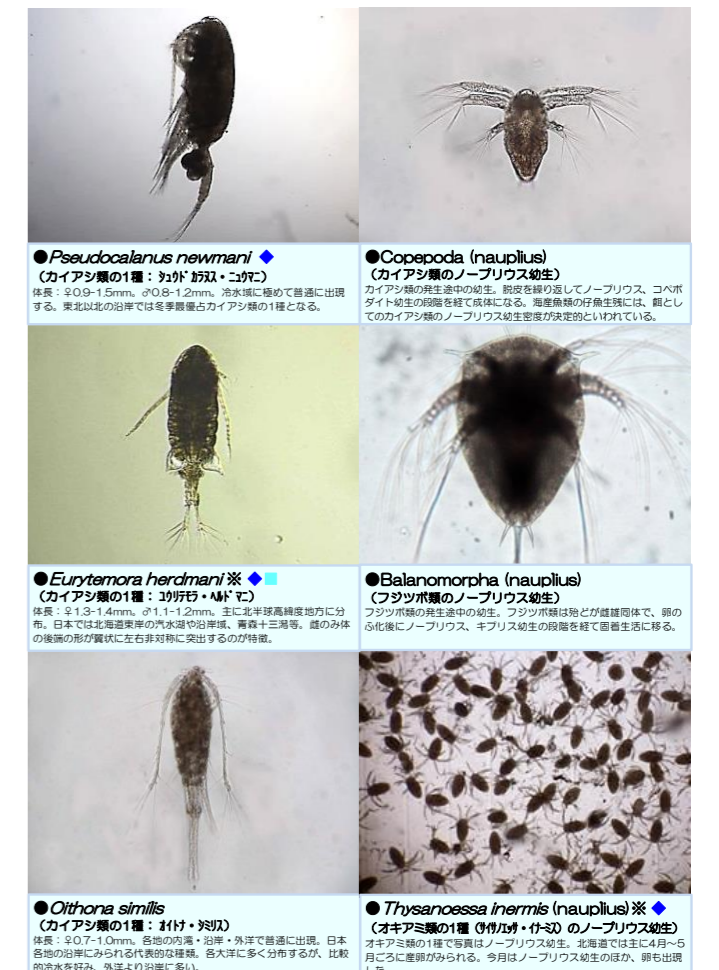 ●Pseudocalanus newmani ◆
（カイアシ類の1種： ｼｭｳﾄﾞｶﾗﾇｽ・ﾆｭｳﾏﾆ）
体長：♀0.9-1.5mm。♂0.8-1.2mm。冷水域に極めて普通に出現
する。東北以北の沿岸では冬季最優占カイアシ類の1種となる。
●Copepoda (nauplius)
（カイアシ類のノープリウス幼生）
カイアシ類の発生途中の幼生。脱皮を繰り返してノープリウス、コペポ
ダイト幼生の段階を経て成体になる。海産魚類の仔魚生残には、餌とし
てのカイアシ類のノープリウス幼生密度が決定的といわれている。
●Eurytemora herdmani※ ◆■
（カイアシ類の1種： ﾕｳﾘﾃﾓﾗ・ﾍﾙﾄﾞﾏﾆ）
体長：♀1.3-1.4mm。♂1.1-1.2mm。主に北半球高緯度地方に分
布。日本では北海道東岸の汽水湖や沿岸域、青森十三潟等。雌のみ体
の後端の形が翼状に左右非対称に突出するのが特徴。
●Balanomorpha (nauplius)
（フジツボ類のノープリウス幼生）
フジツボ類の発生途中の幼生。フジツボ類は殆どが雌雄同体で、卵の
ふ化後にノープリウス、キプリス幼生の段階を経て固着生活に移る。
●Oithona similis
（カイアシ類の1種： ｵｲﾄﾅ・ｼﾐﾘｽ）
体長：♀0.7-1.0mm。各地の内湾・沿岸・外洋で普通に出現。日本
各地の沿岸にみられる代表的な種類。各大洋に多く分布するが、比較
的冷水を好み、外洋より沿岸に多い。
●Thysanoessa inermis (nauplius)※ ◆
（オキアミ類の1種（ｻｲｻﾉｴｯｻ・ｲﾅｰﾐｽ）のノープリウス幼生）
オキアミ類の1種で写真はノープリウス幼生。北海道では主に4月～5
月ごろに産卵がみられる。今月はノープリウス幼生のほか、卵も出現
した。